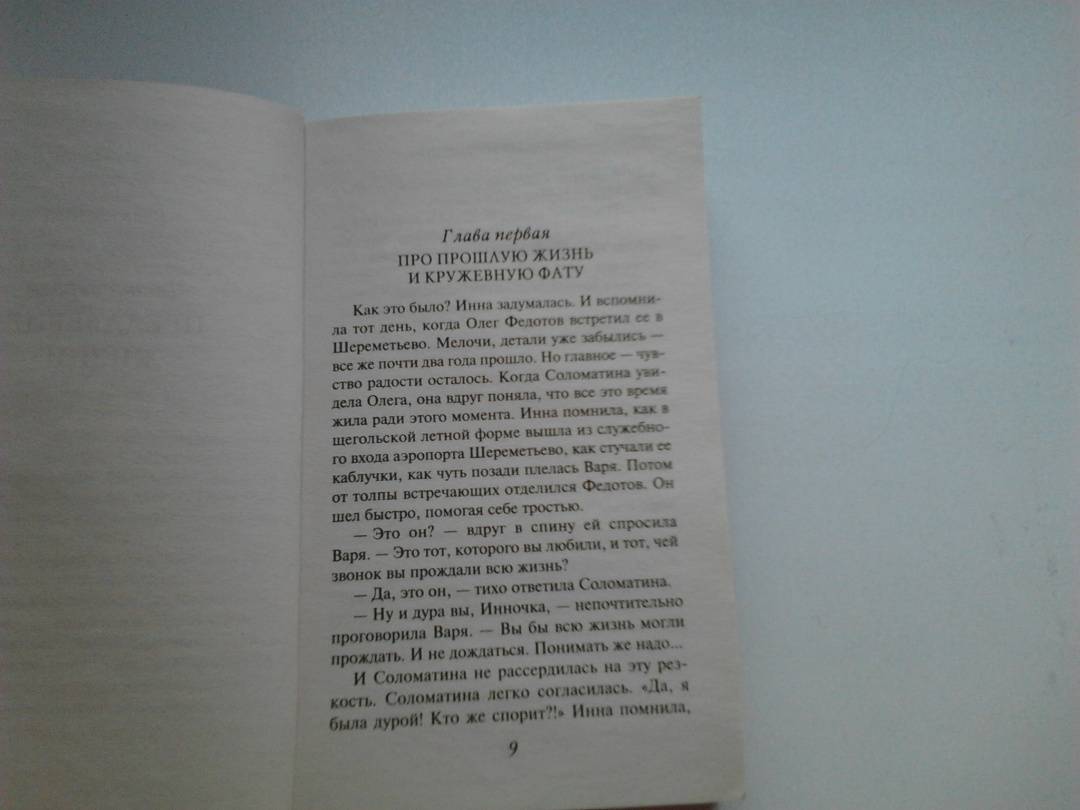 Глава первая
ПРО ПРОШЛУЮ ЖИЗНЬ
И КРУЖЕВНУЮ ФАТУ
Как это было? Инна задумалась. И вспомни-
ла тот день, когда Олег Федотов встретил ее в
Шереметьево. Мелочи, детали уже забылись —
все же почти два года прошло. Но главное — чув-
ство радости осталось. Когда Соломатина уви-
дела Олега, она вдруг поняла, что все это время
жила ради этого момента. Инна помнила, как в
щегольской летной форме вышла из служебно-
го входа аэропорта Шереметьево, как стучали ее
каблучки, как чуть позади плелась Варя. Потом
от толпы встречающих отделился Федотов. Он
шел быстро, помогая себе тростью.
— Это он? — вдруг в спину ей спросила
Варя. — Это тот, которого вы любили, и тот, чей
звонок вы прождали всю жизнь?
— Да, это он, — тихо ответила Соломатина.
— Ну и дура вы, Инночка, — непочтительно
проговорила Варя. — Вы бы всю жизнь могли
прождать. И не дождаться. Понимать же надо...
И Соломатина не рассердилась на эту рез-
кость. Соломатина легко согласилась. «Да, я
была дурой! Кто же спорит?!» Инна помнила,
9